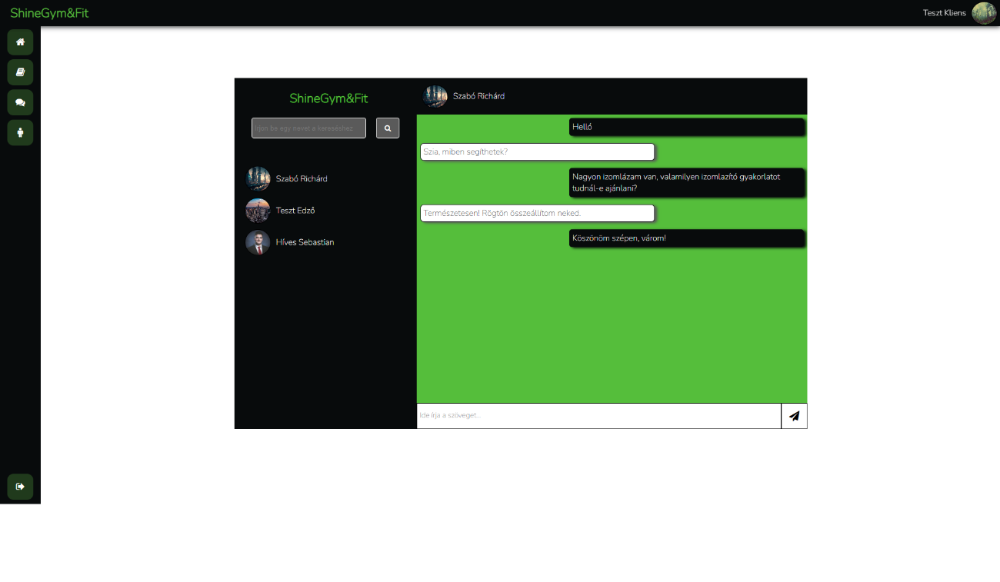 ShineGym&Fit
Teszt Kliens
ShineGym&Fit
Írjon be egy nevet a kereséshez
Szabó Richárd
Teszt Edző
Híves Sebastian
Szabó Richárd
Helló
Szia, miben segíthetek?
Nagyon izomlázam van, valamilyen izomlazító gyakorlatot
tudnál-e ajánlani?
Természetesen! Rögtön összeállítom neked.
Köszönöm szépen, várom!
Ide írja a szöveget...